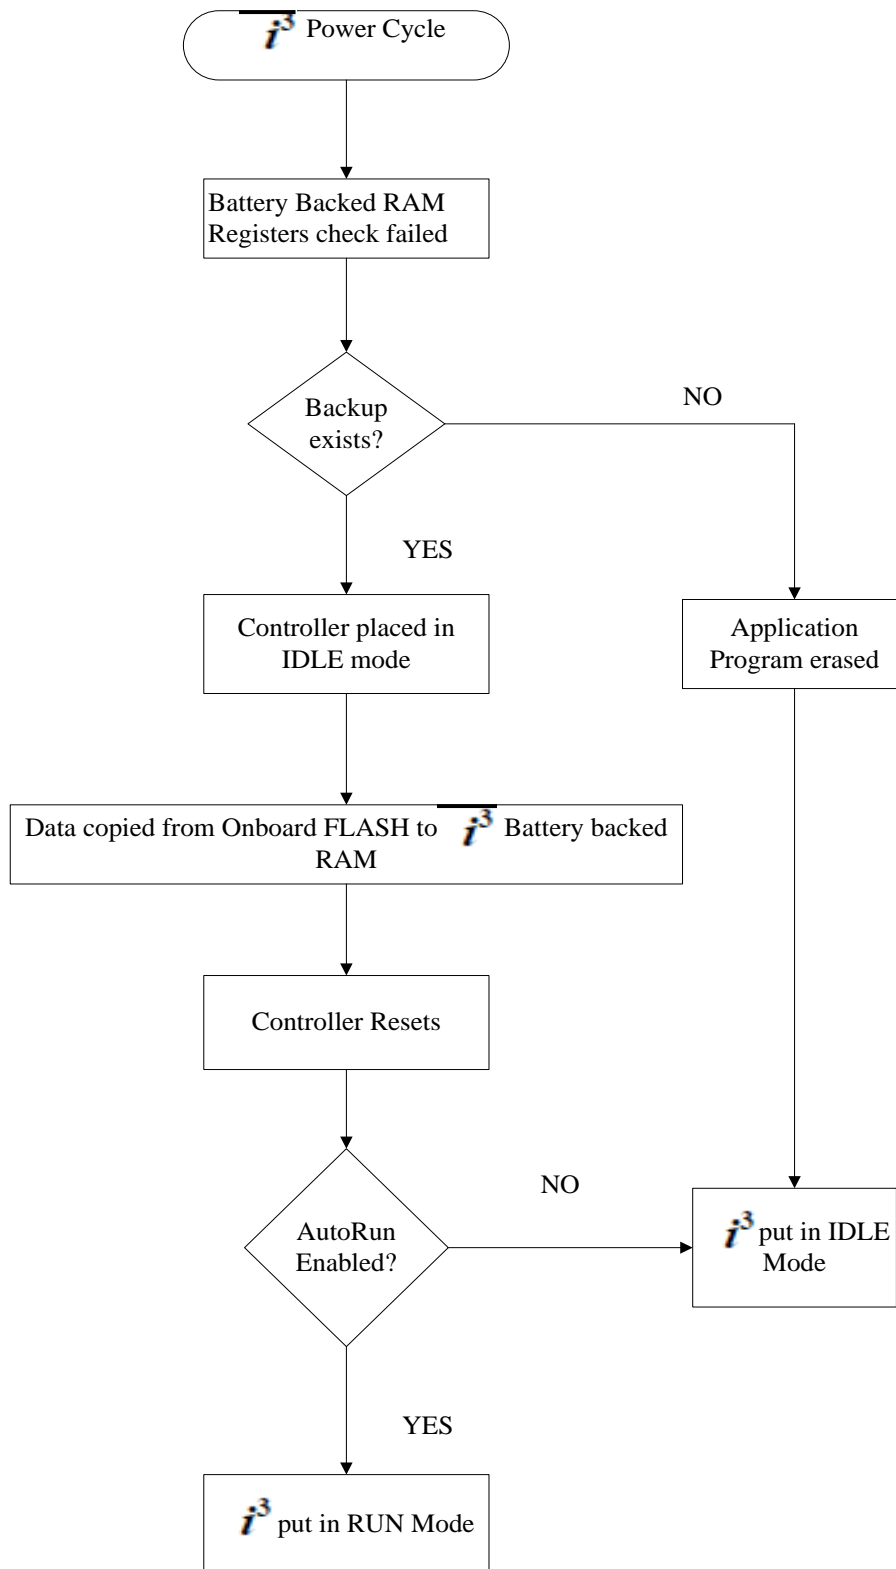 i³ Power Cycle
Battery Backed RAM
Registers check failed
Backup
exists?
NO
YES
Controller placed in
IDLE mode
Application
Program erased
Data copied from Onboard FLASH to i³ Battery backed
RAM
Controller Resets
AutoRun
Enabled?
NO
i³ put in IDLE
Mode
YES
i³ put in RUN Mode